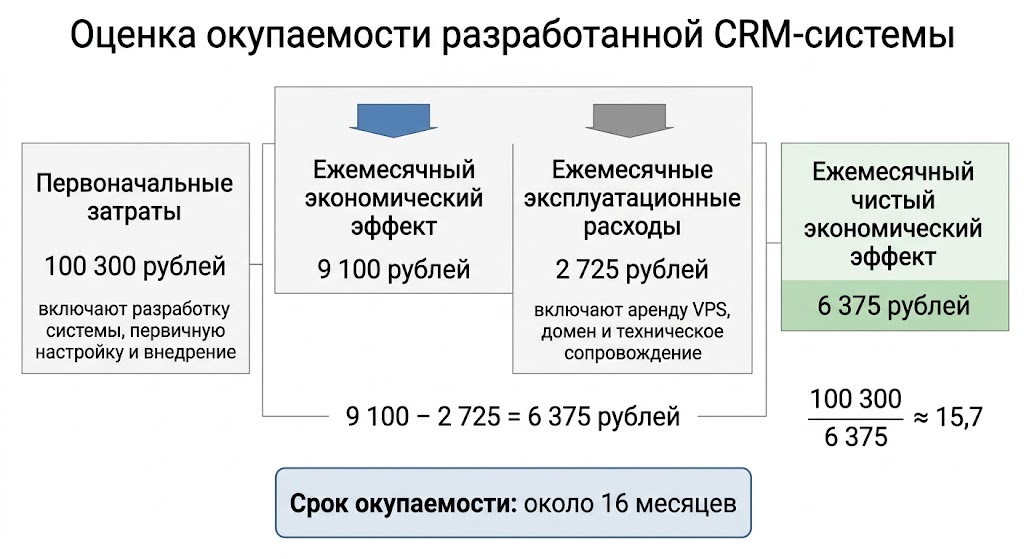 Оценка окупаемости разработанной CRM-системы
Первоначальные
затраты
100 300 рублей
включают разработку
системы, первичную
настройку и внедрение
Ежемесячный
экономический
эффект
9 100 рублей
Ежемесячные
эксплуатационные
расходы
2 725 рублей
включают аренду VPS,
домен и техническое
сопровождение
Ежемесячный
чистый
экономический
эффект
6 375 рублей
9 100 – 2 725 = 6 375 рублей
100 300
6 375
≈ 15,7
Срок окупаемости: около 16 месяцев